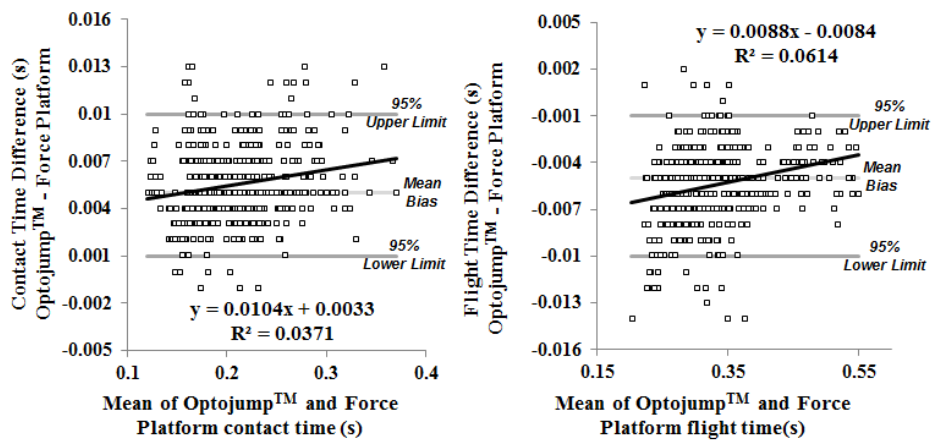 Contact Time Difference (s)
Optojump™ - Force Platform
0.016
0.013
0.01
0.007
0.004
0.001
-0.002
-0.005
95%
Upper Limit
Mean
Bias
95%
Lower Limit
y = 0.0104x + 0.0033
R² = 0.0371
0.1 0.2 0.3 0.4
Mean of Optojump™ and Force
Platform contact time (s)
Flight Time Difference (s)
Optojump™ - Force Platform
0.005
0.002
-0.001
-0.004
-0.007
-0.01
-0.013
-0.016
y = 0.0088x - 0.0084
R² = 0.0614
95%
Upper Limit
Mean
Bias
95%
Lower Limit
0.15 0.35 0.55
Mean of Optojump™ and Force
Platform flight time(s)